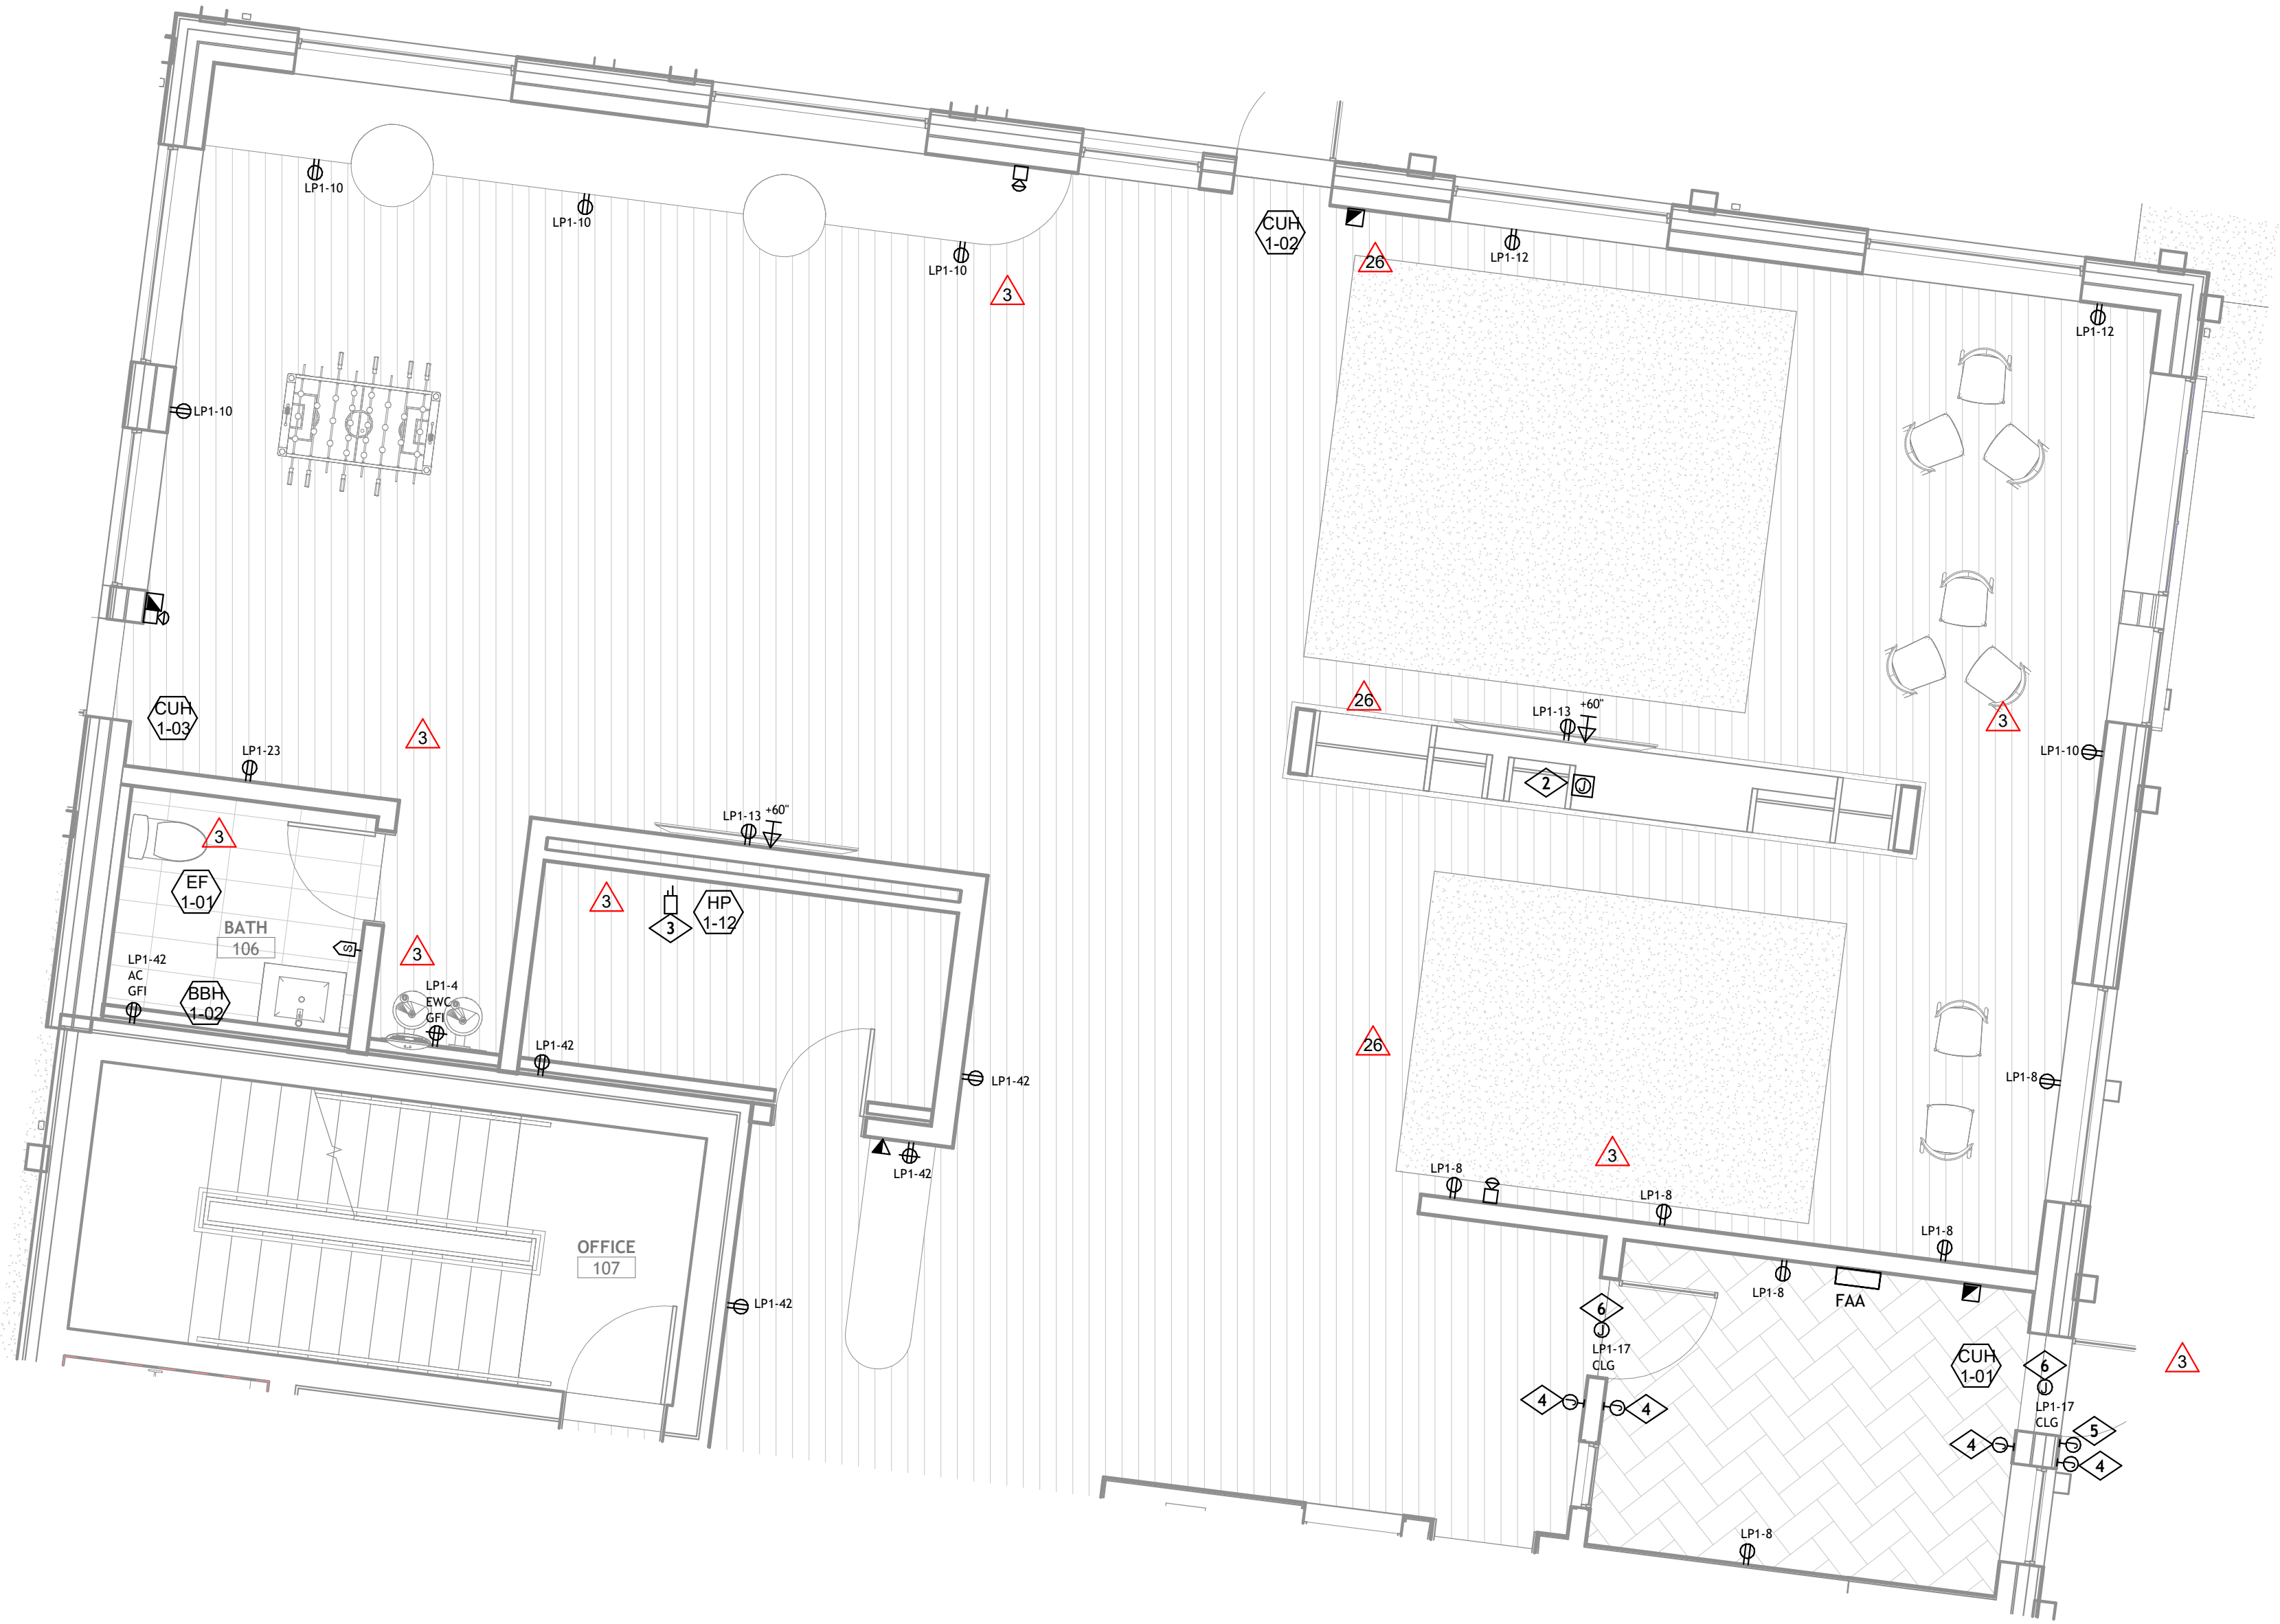 LP1-10
LP1-10
LP1-10
3
CUH
1-02
26
LP1-12
LP1-12
LP1-10
CUH
1-03
LP1-23
3
26
LP1-13
+60"
2
J
3
LP1-10
3
EF
1-01
BATH
106
S
LP1-42
AC
GFI
BBH
1-02
3
LP1-4
EWC
GFI
LP1-13
+60"
3
3
HP
1-12
LP1-42
LP1-42
LP1-42
26
LP1-8
3
LP1-8
LP1-8
LP1-8
OFFICE
107
LP1-42
LP1-8
FAA
6
J
LP1-17
CLG
4
J
J
4
CUH
1-01
6
J
LP1-17
CLG
3
4
J
J
5
J
4
LP1-8